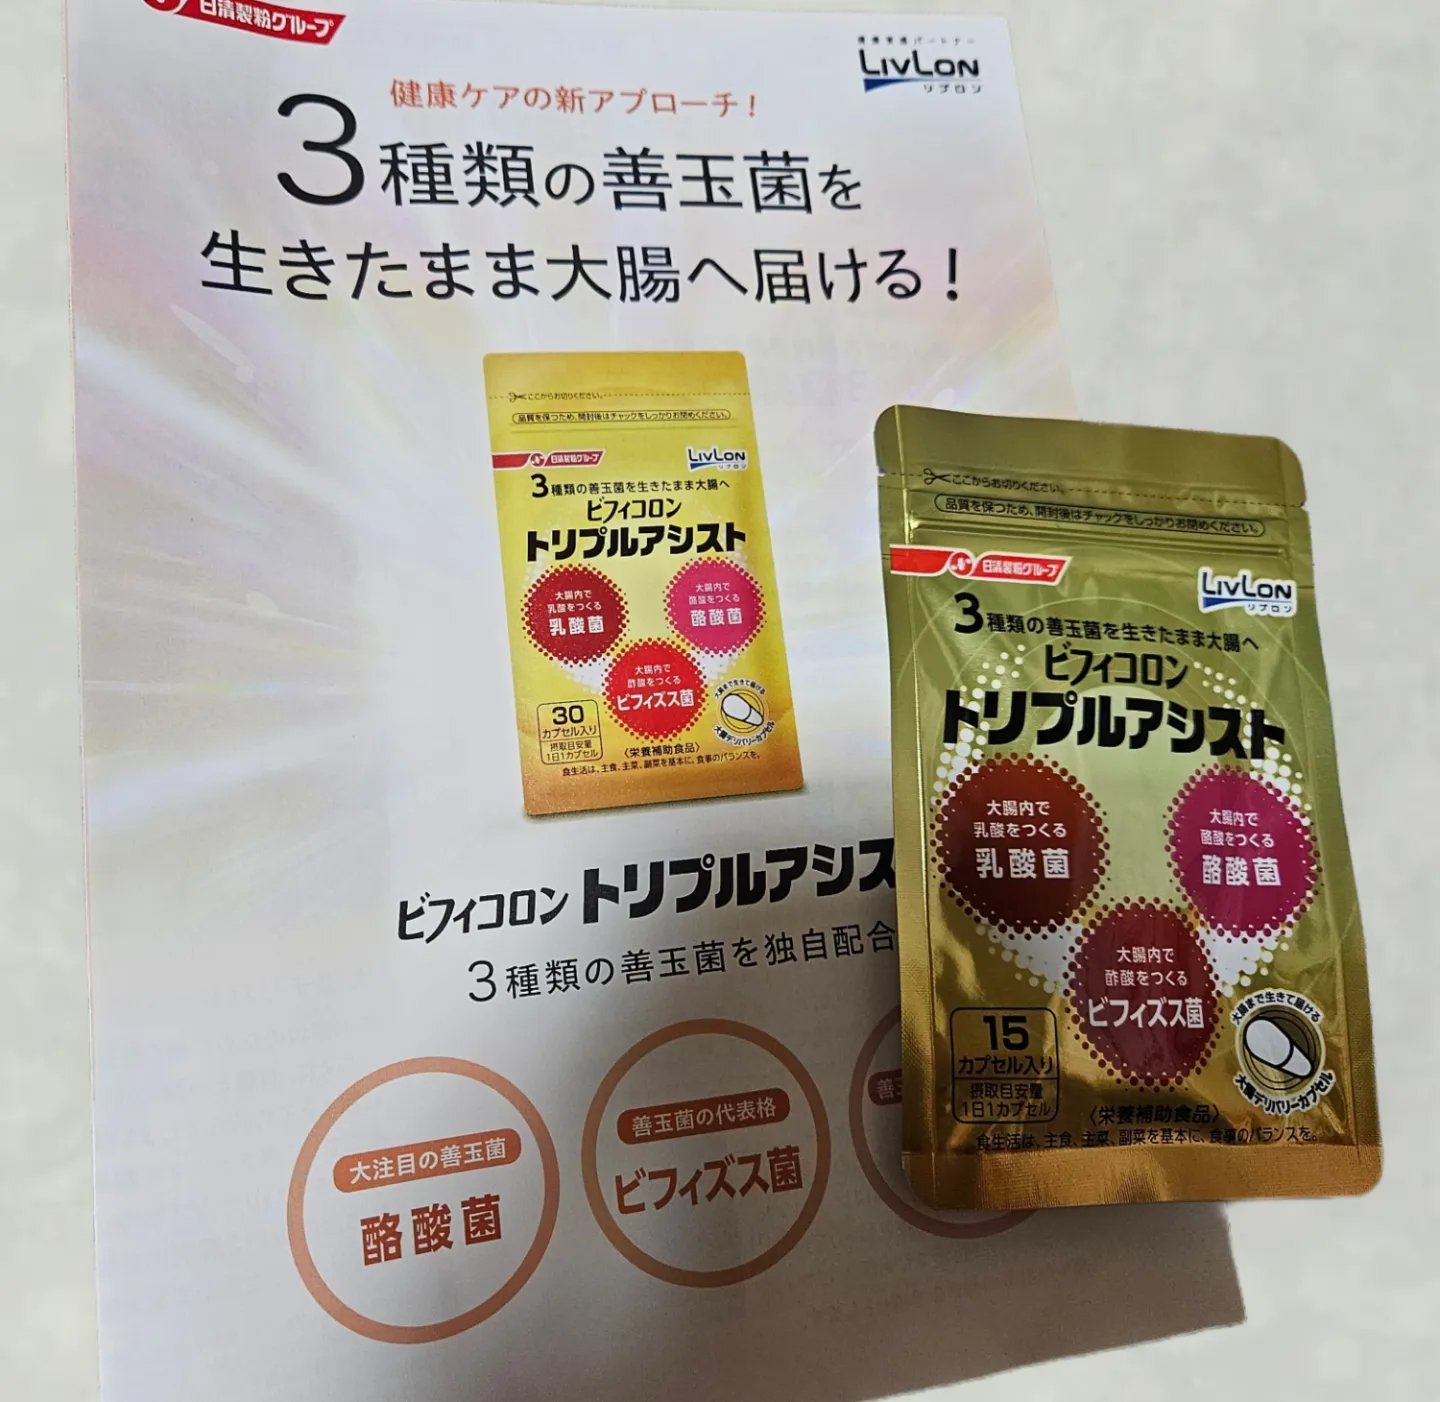 日清製粉グループ
健康管理パートナー
LIVLON
リブロン
健康ケアの新アプローチ!
3種類の善玉菌を
生きたまま大腸へ届ける!
ここからお切りください。
品質を保つため、開封後はチャックをしっかりお閉めください。
日清製粉グループ
LIVLON
リブロン
3種類の善玉菌を生きたまま大腸へ
ビフィコロン
トリプルアシスト
大腸内で
乳酸をつくる
乳酸菌
大腸内で
酪酸をつくる
酪酸菌
大腸内で
酢酸をつくる
ビフィズス菌
30
カプセル入り
摂取目安量
1日1カプセル
大腸まで生きて届ける
大腸デリバリーカプセル
〈栄養補助食品〉
食生活は、主食、主菜、副菜を基本に、食事のバランスを。
ビフィコロン トリプルアシス
3種類の善玉菌を独自配合
大注目の善玉菌
酪酸菌
善玉菌の代表格
ビフィズス菌
善
ここからお切りください。
品質を保つため、開封後はチャックをしっかりお閉めください。
日清製粉グループ
LIVLON
リブロン
3種類の善玉菌を生きたまま大腸へ
ビフィコロン
トリプルアシスト
大腸内で
乳酸をつくる
乳酸菌
大腸内で
酪酸をつくる
酪酸菌
大腸内で
酢酸をつくる
ビフィズス菌
15
カプセル入り
摂取目安量
1日1カプセル
大腸まで生きて届ける
大腸デリバリーカプセル
〈栄養補助食品〉
食生活は、主食、主菜、副菜を基本に、食事のバランスを。